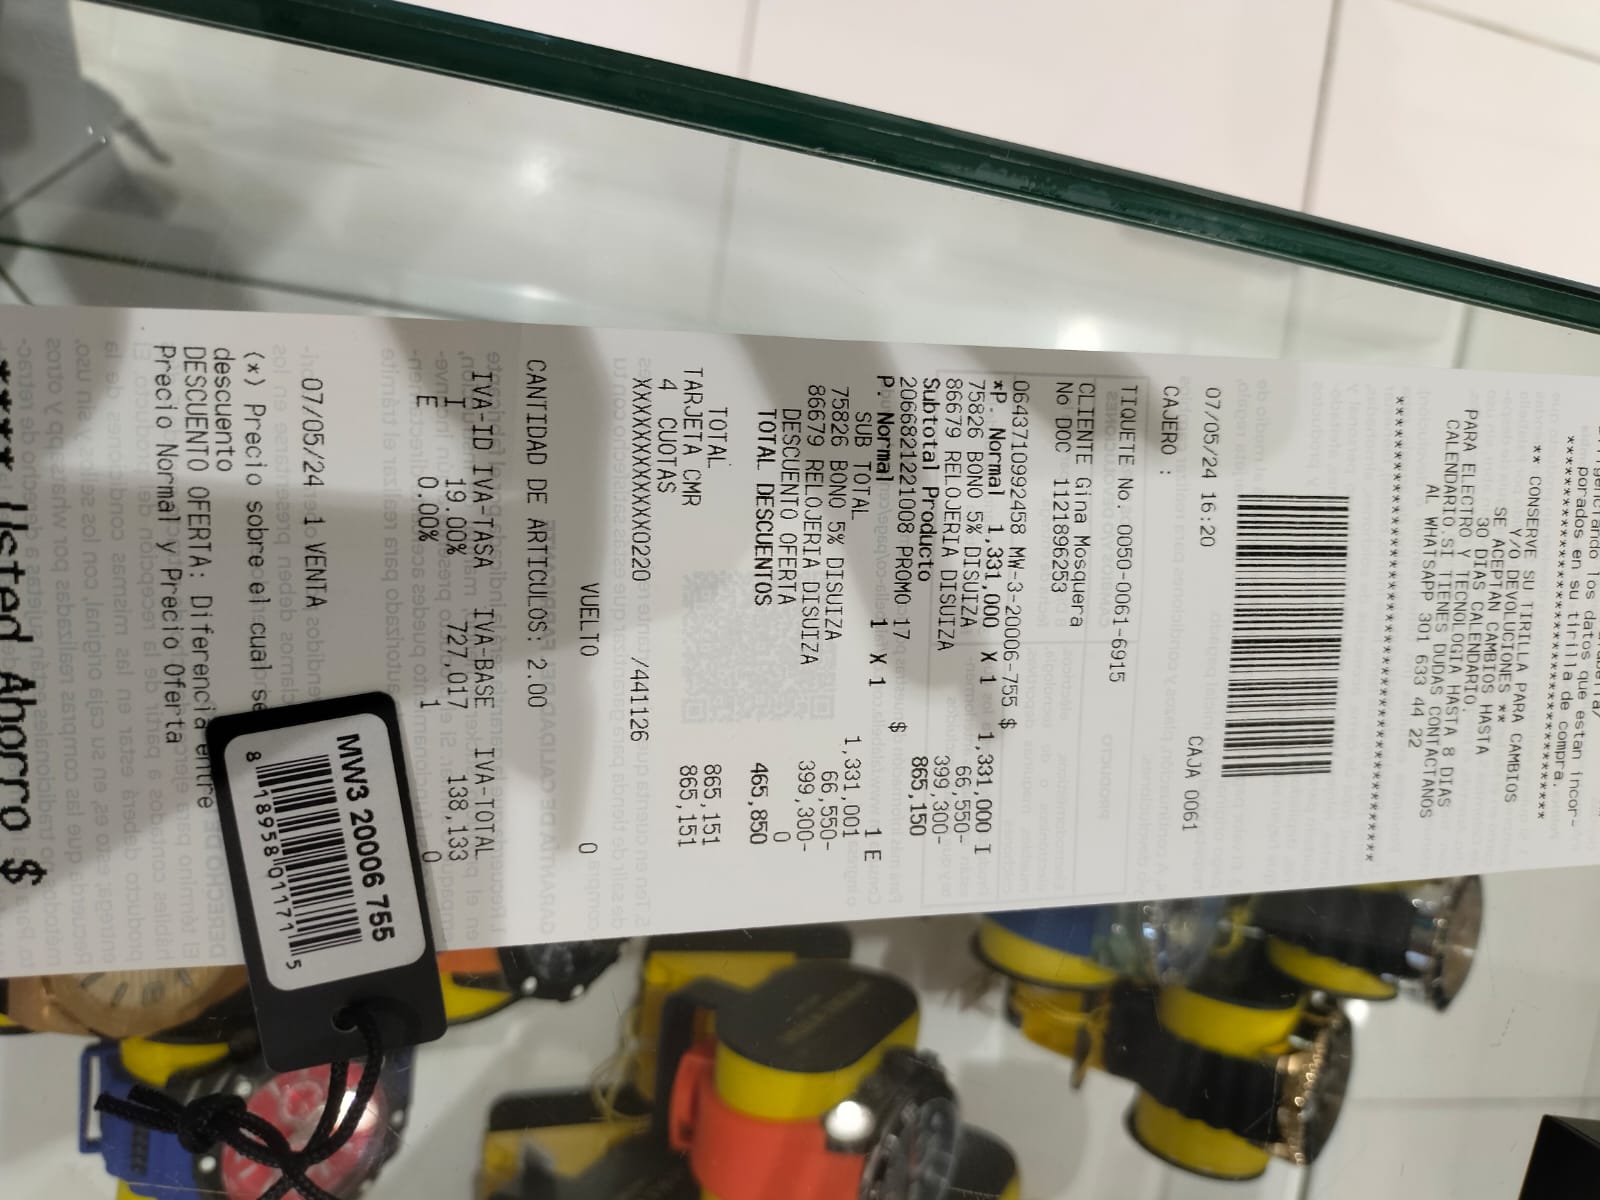 porados en su tirilla de compra.
***********************************
** CONSERVE SU TIRILLA PARA CAMBIOS
Y/O DEVOLUCIONES **
SE ACEPTAN CAMBIOS HASTA
30 DIAS CALENDARIO.
PARA ELECTRO Y TECNOLOGIA HASTA 8 DIAS
CALENDARIO.SI TIENES DUDAS CONTACTANOS
AL WHATSAPP 301 633 44 22
07/05/24 16:20 CAJA 0061
CAJERO :
TIQUETE No. 0050-0061-6915
CLIENTE Gina Mosquera
No DOC 1121896253
0643710992458 MW-3-20006-755 $
*P. Normal 1,331,000 X 1 1,331,000 I
75826 BONO 5% DISUIZA 66,550-
86679 RELOJERIA DISUIZA 399,300-
Subtotal Producto 865,150
2066821221008 PROMO 17 $
P. Normal 1 X 1 1 E
SUB TOTAL 1,331,001
75826 BONO 5% DISUIZA 66,550-
86679 RELOJERIA DISUIZA 399,300-
DESCUENTO OFERTA 0
TOTAL DESCUENTOS 465,850
TOTAL 865,151
TARJETA CMR 865,151
4 CUOTAS
XXXXXXXXXXXX0220 /441126
VUELTO 0
CANTIDAD DE ARTICULOS: 2.00
IVA-ID IVA-TASA IVA-BASE IVA-TOTAL
I 19.00% 727,017 138,133
E 0.00% 1 0
07/05/24 1 VENTA
(*) Precio sobre el cual se
descuento
DESCUENTO OFERTA: Diferencia entre
Precio Normal y Precio Oferta
**** Usted Ahorro $
MW3 20006 755
8 18958 01171 5